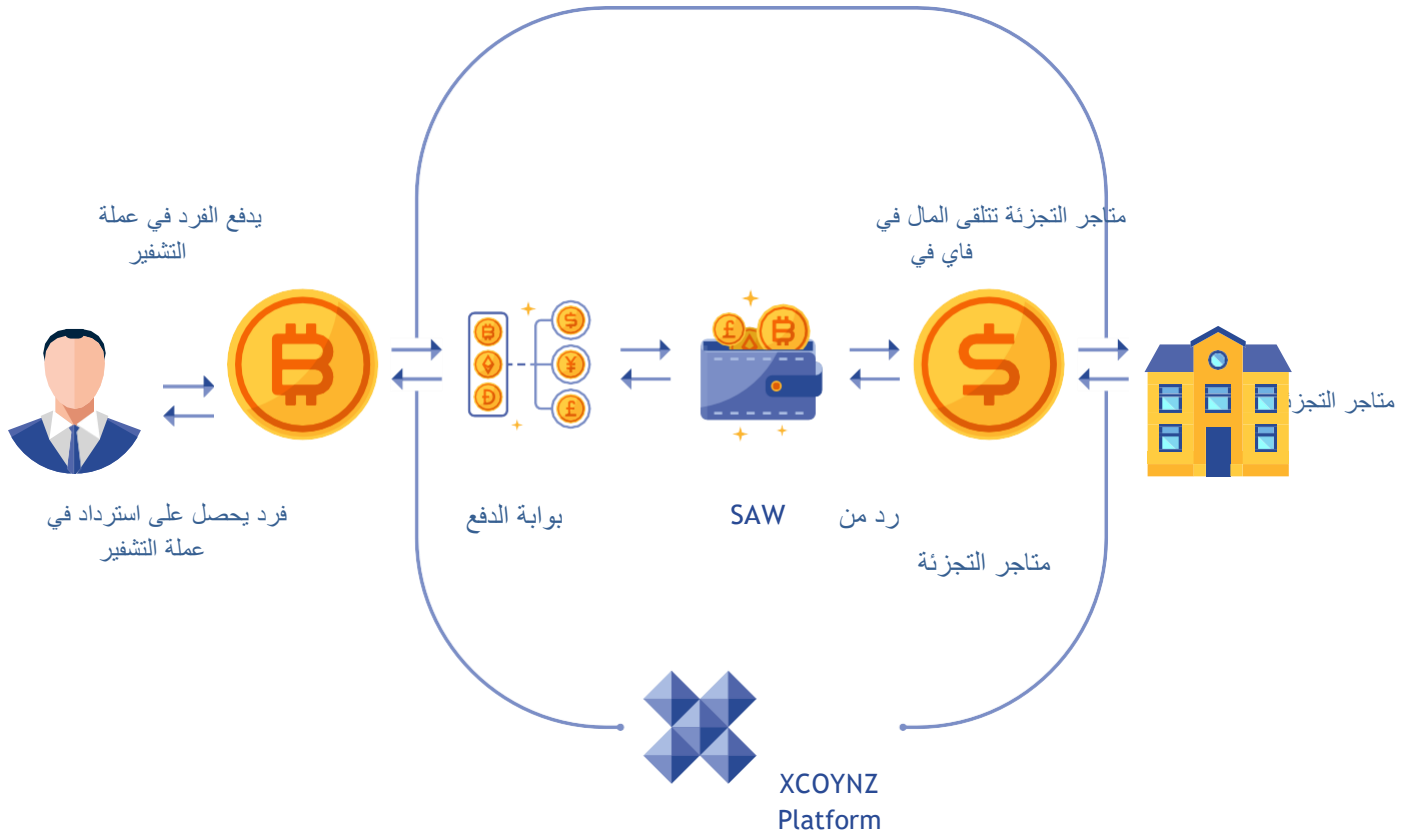 يدفع الفرد في عملة
التشفير
متاجر التجزئة تتلقى المال في
فاي في
متاجر
فرد يحصل على استرداد في
عملة التشفير
بوابة الدفع
SAW
رد من
متاجر التجزئة
XCOYNZ
Platform